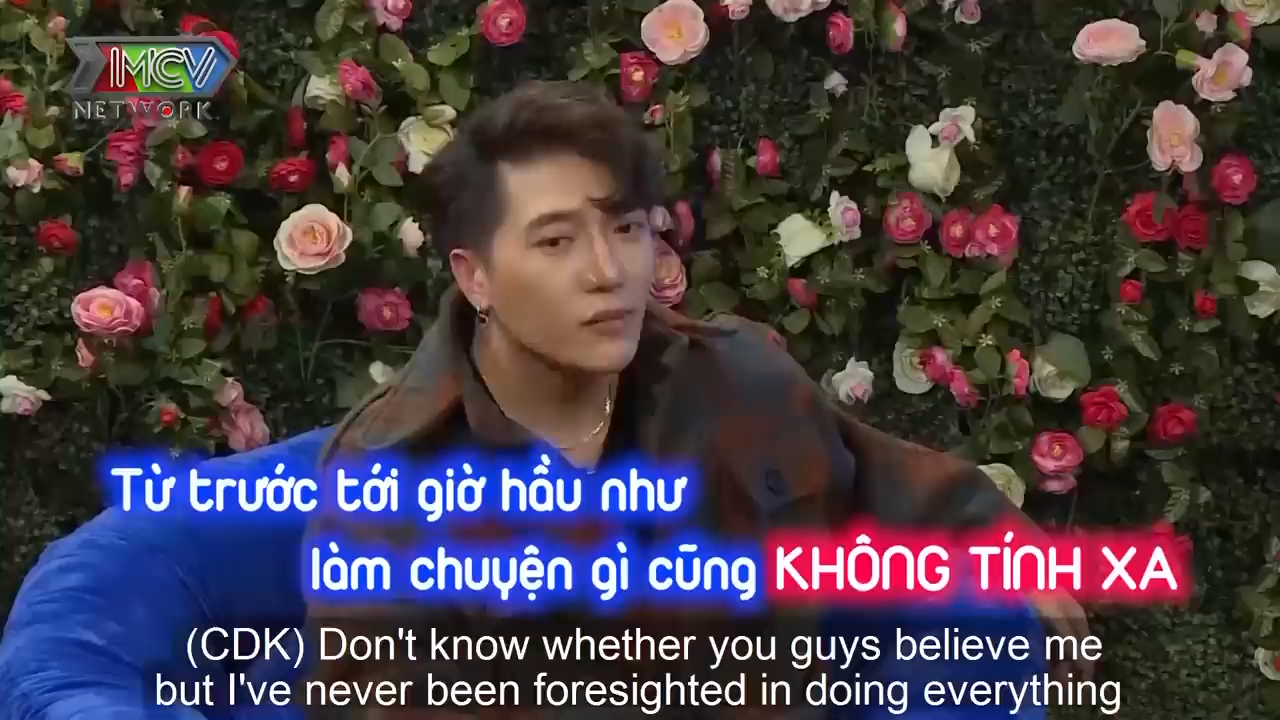 MCV
NETWORK
Từ trước tới giờ hầu như
làm chuyện gì cũng KHÔNG TÍNH XA
(CDK) Don't know whether you guys believe me
but I've never been foresighted in doing everything